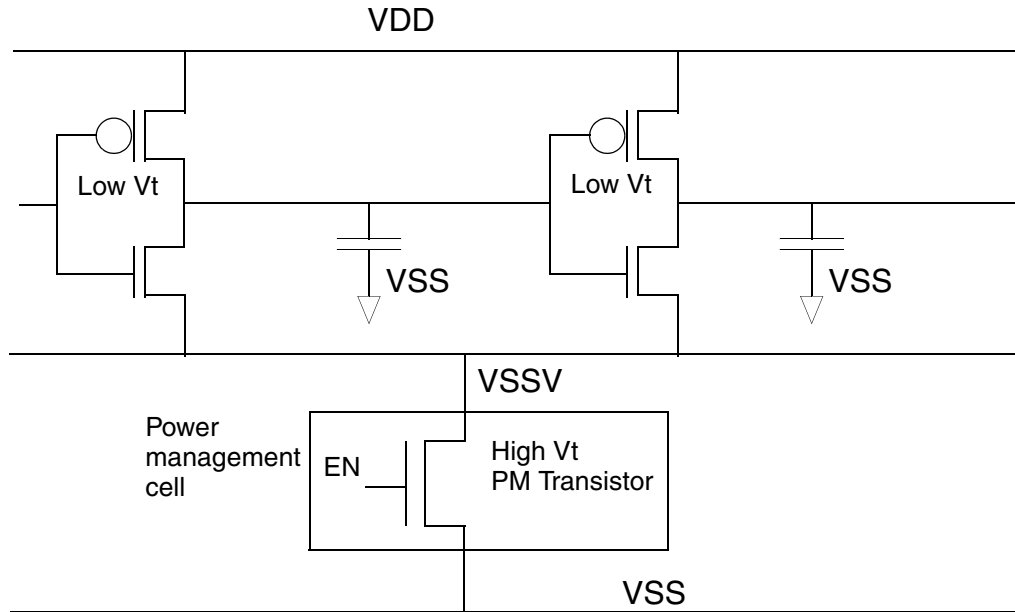 VDD
Low Vt
Low Vt
VSS
VSS
VSSV
Power
management
cell
EN
High Vt
PM Transistor
VSS